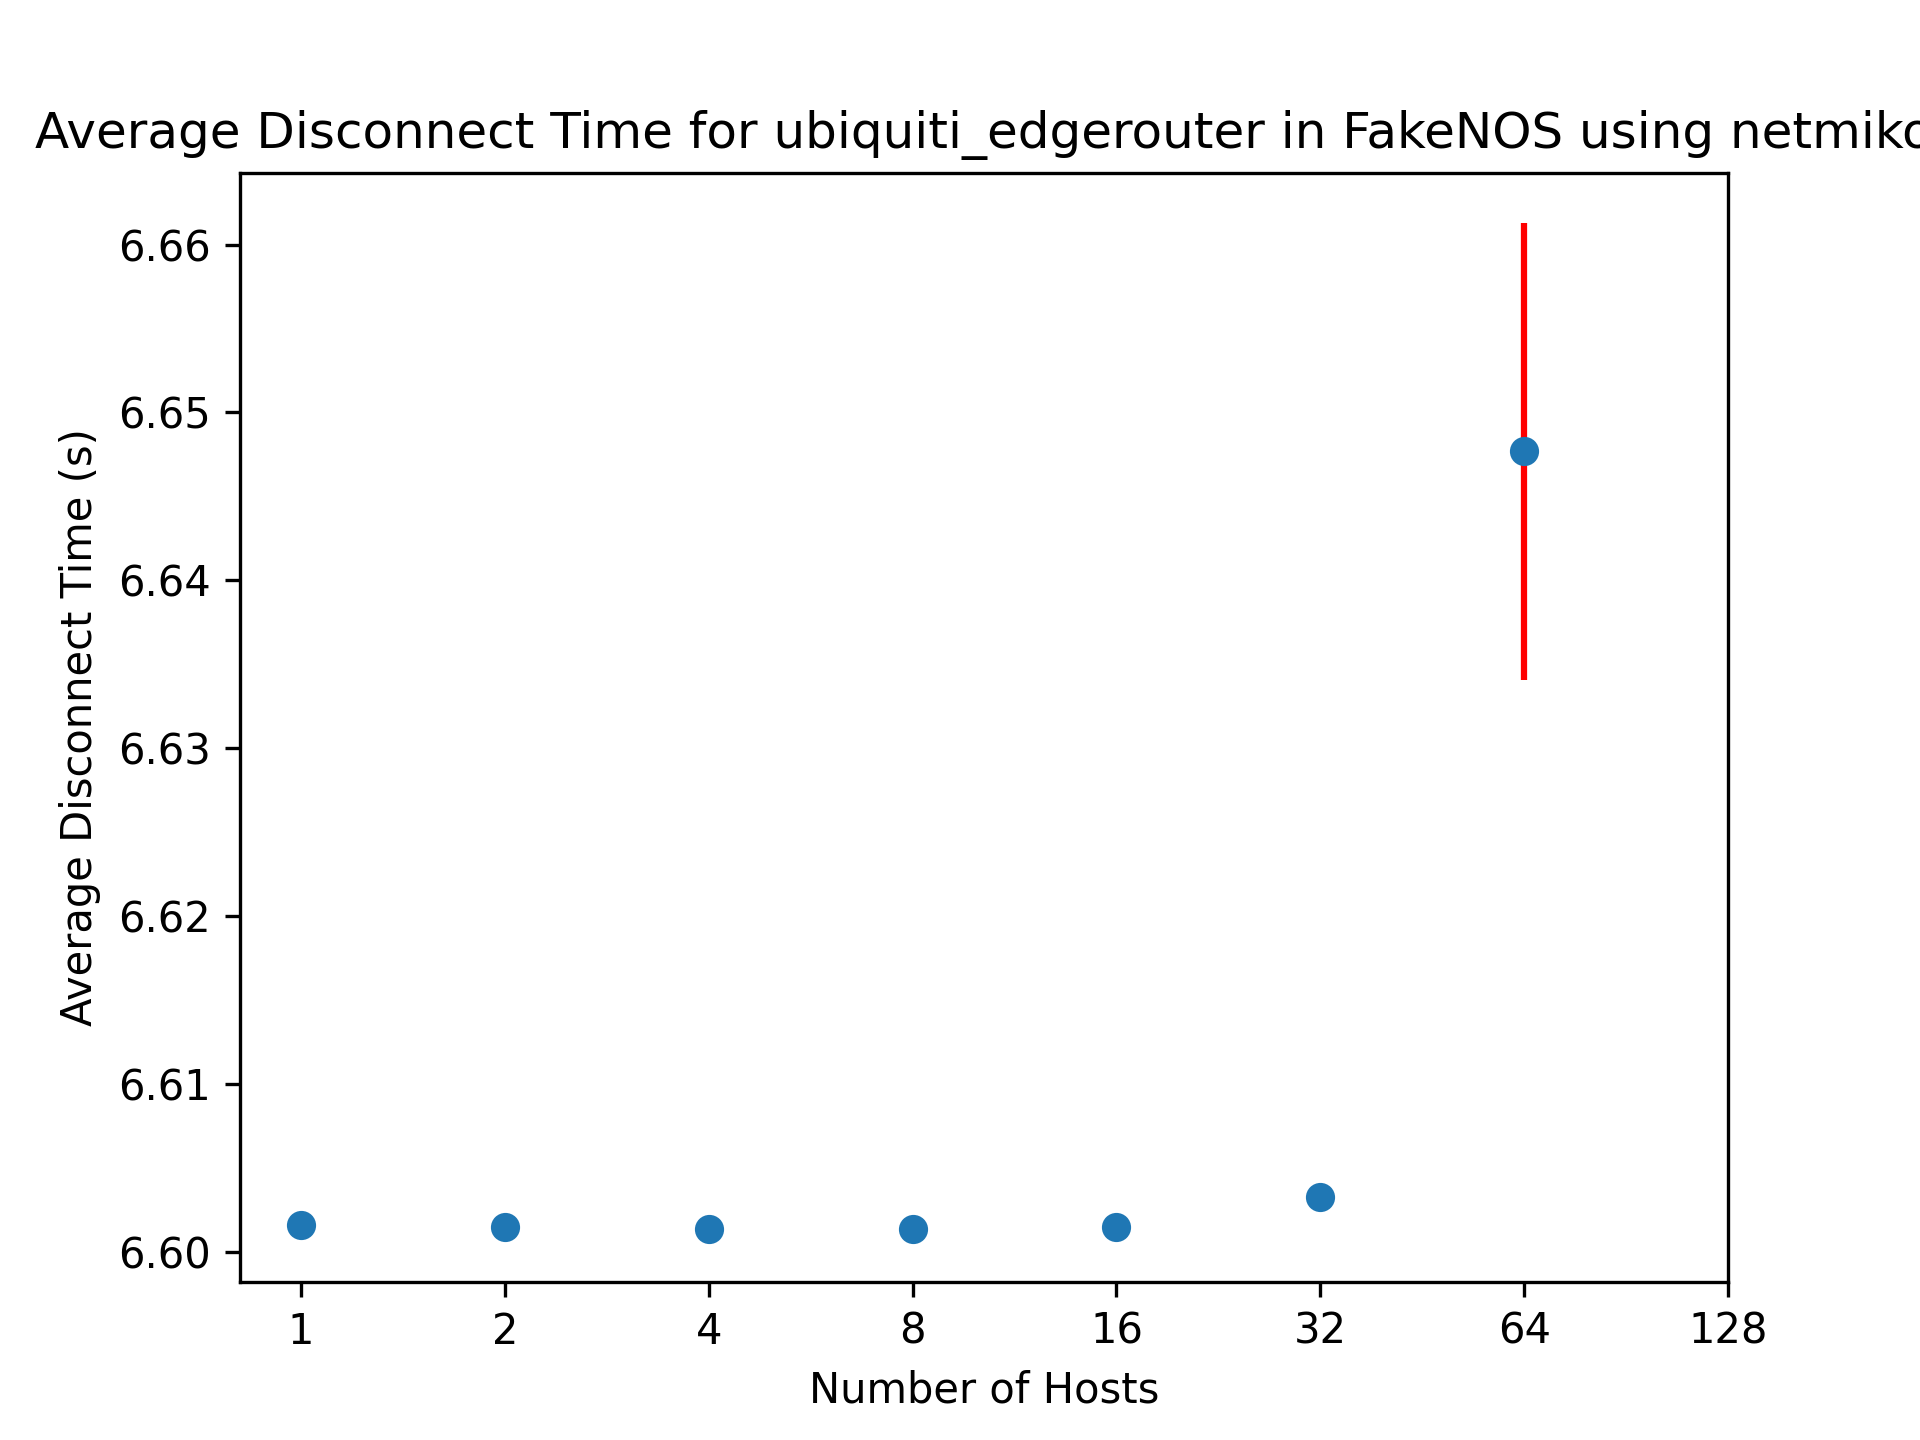 Average Disconnect Time for ubiquiti_edgerouter in FakeNOS using netmiko
6.66
6.65
6.64
6.63
6.62
6.61
6.60
Average Disconnect Time (s)
1 2 4 8 16 32 64 128
Number of Hosts